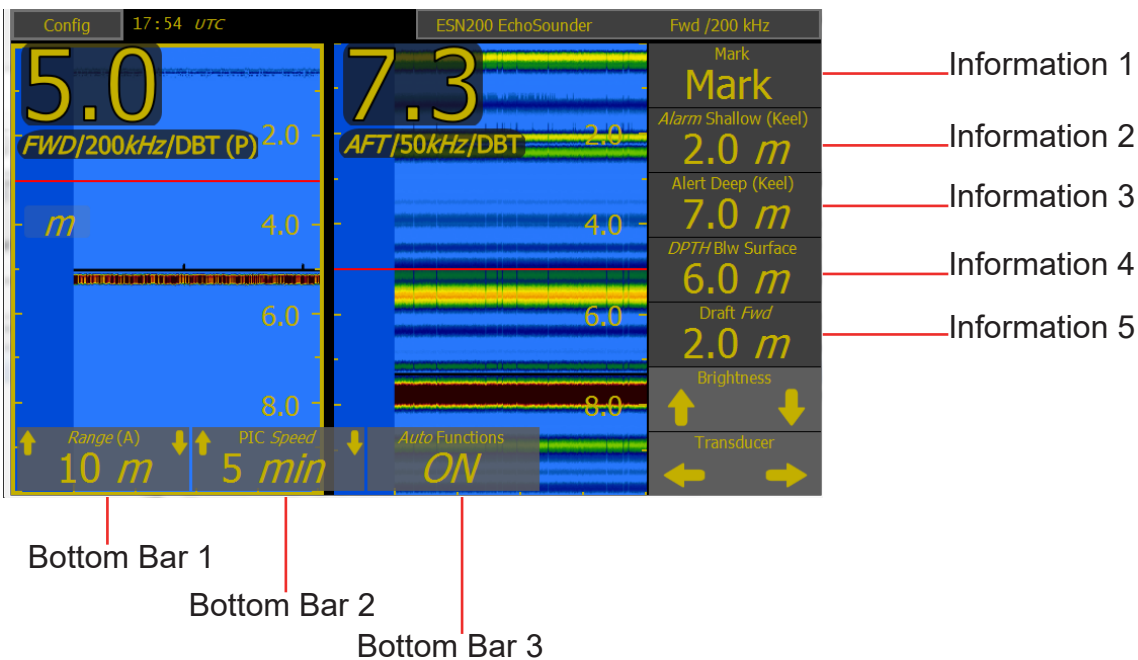 Config 17:54 UTC ESN200 EchoSounder Fwd /200 kHz
5.0
FWD/200kHz/DBT (P)
2.0
m
4.0
6.0
8.0
7.3
AFT/50kHz/DBT
2.0
4.0
6.0
8.0
Mark
Mark
Alarm Shallow (Keel)
2.0 m
Alert Deep (Keel)
7.0 m
DPTH Blw Surface
6.0 m
Draft Fwd
2.0 m
Brightness
Transducer
Range (A)
10 m
PIC Speed
5 min
Auto Functions
ON
Information 1
Information 2
Information 3
Information 4
Information 5
Bottom Bar 1
Bottom Bar 2
Bottom Bar 3